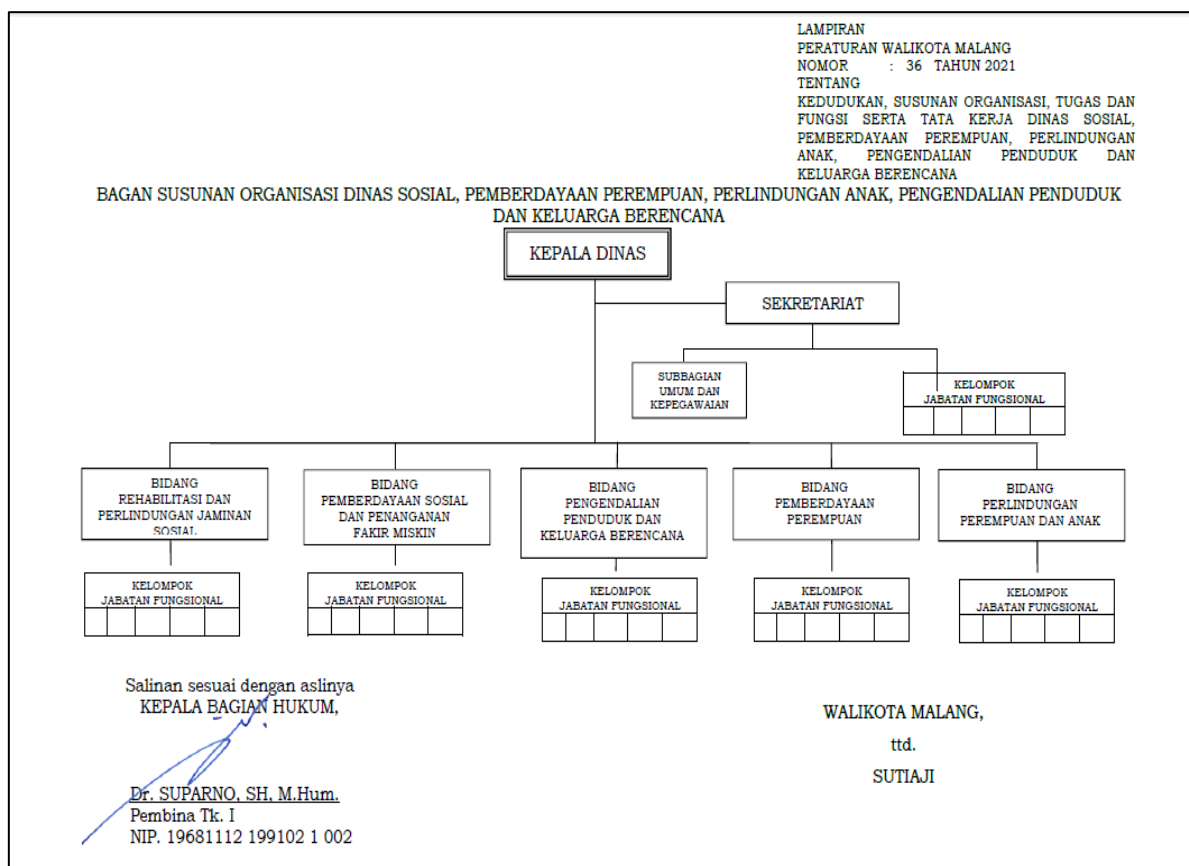 LAMPIRAN
PERATURAN WALIKOTA MALANG
NOMOR : 36 TAHUN 2021
TENTANG
KEDUDUKAN, SUSUNAN ORGANISASI, TUGAS DAN
FUNGSI SERTA TATA KERJA DINAS SOSIAL,
PEMBERDAYAAN PEREMPUAN, PERLINDUNGAN
ANAK, PENGENDALIAN PENDUDUK DAN
KELUARGA BERENCANA
BAGAN SUSUNAN ORGANISASI DINAS SOSIAL, PEMBERDAYAAN PEREMPUAN, PERLINDUNGAN ANAK, PENGENDALIAN PENDUDUK
DAN KELUARGA BERENCANA
KEPALA DINAS
SEKRETARIAT
SUBBAGIAN
UMUM DAN
KEPEGAWAIAN
KELOMPOK
JABATAN FUNGSIONAL
BIDANG
REHABILITASI DAN
PERLINDUNGAN JAMINAN
SOSIAL
BIDANG
PEMBERDAYAAN SOSIAL
DAN PENANGANAN
FAKIR MISKIN
BIDANG
PENGENDALIAN
PENDUDUK DAN
KELUARGA BERENCANA
BIDANG
PEMBERDAYAAN
PEREMPUAN
BIDANG
PERLINDUNGAN
PEREMPUAN DAN ANAK
KELOMPOK
JABATAN FUNGSIONAL
KELOMPOK
JABATAN FUNGSIONAL
KELOMPOK
JABATAN FUNGSIONAL
KELOMPOK
JABATAN FUNGSIONAL
KELOMPOK
JABATAN FUNGSIONAL
Salinan sesuai dengan aslinya
KEPALA BAGIAN HUKUM,
Dr. SUPARNO, SH, M.Hum.
Pembina Tk. I
NIP. 19681112 199102 1 002
WALIKOTA MALANG,
ttd.
SUTIAJI